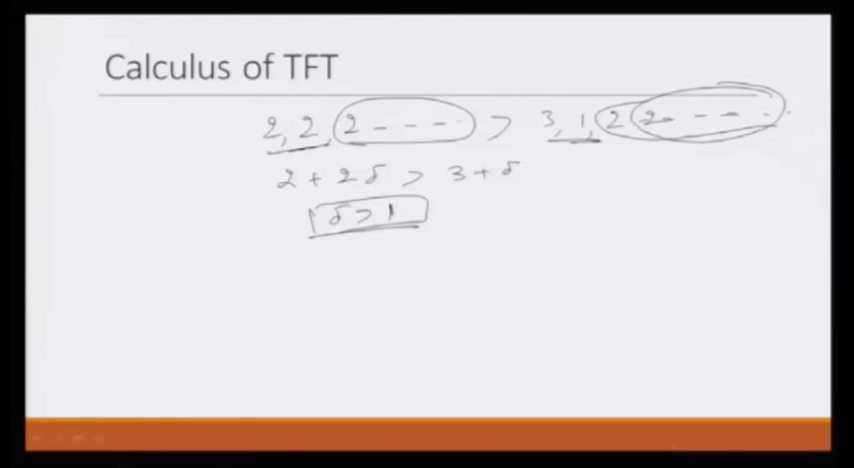 Calculus of TFT
2, 2, 2 - - - - > 3, 1, 2 2 - - - .
2 + 2δ > 3 + δ
δ > 1